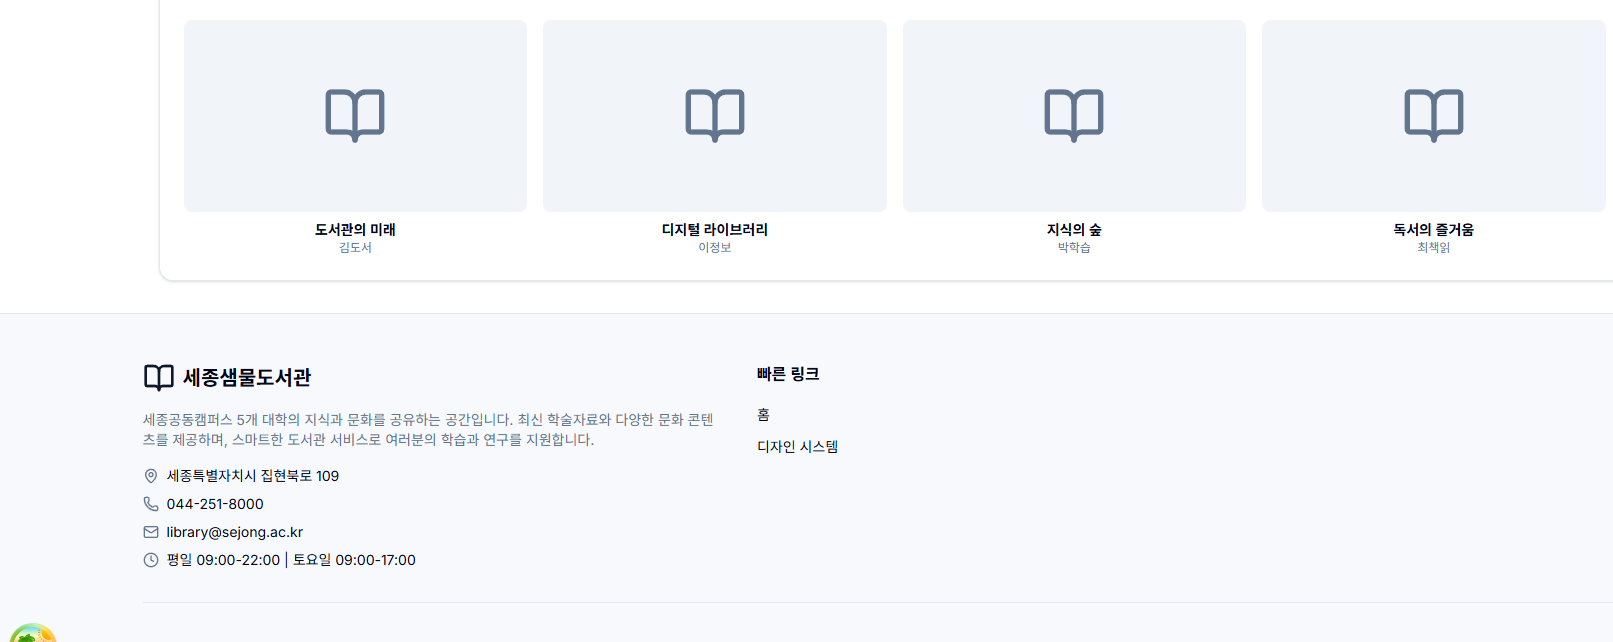 도서관의 미래
김도서
디지털 라이브러리
이정보
지식의 숲
박학습
독서의 즐거움
최책읽
세종샘물도서관
세종공동캠퍼스 5개 대학의 지식과 문화를 공유하는 공간입니다. 최신 학술자료와 다양한 문화 콘텐
츠를 제공하며, 스마트한 도서관 서비스로 여러분의 학습과 연구를 지원합니다.
세종특별자치시 집현북로 109
044-251-8000
library@sejong.ac.kr
평일 09:00-22:00 | 토요일 09:00-17:00
빠른 링크
홈
디자인 시스템